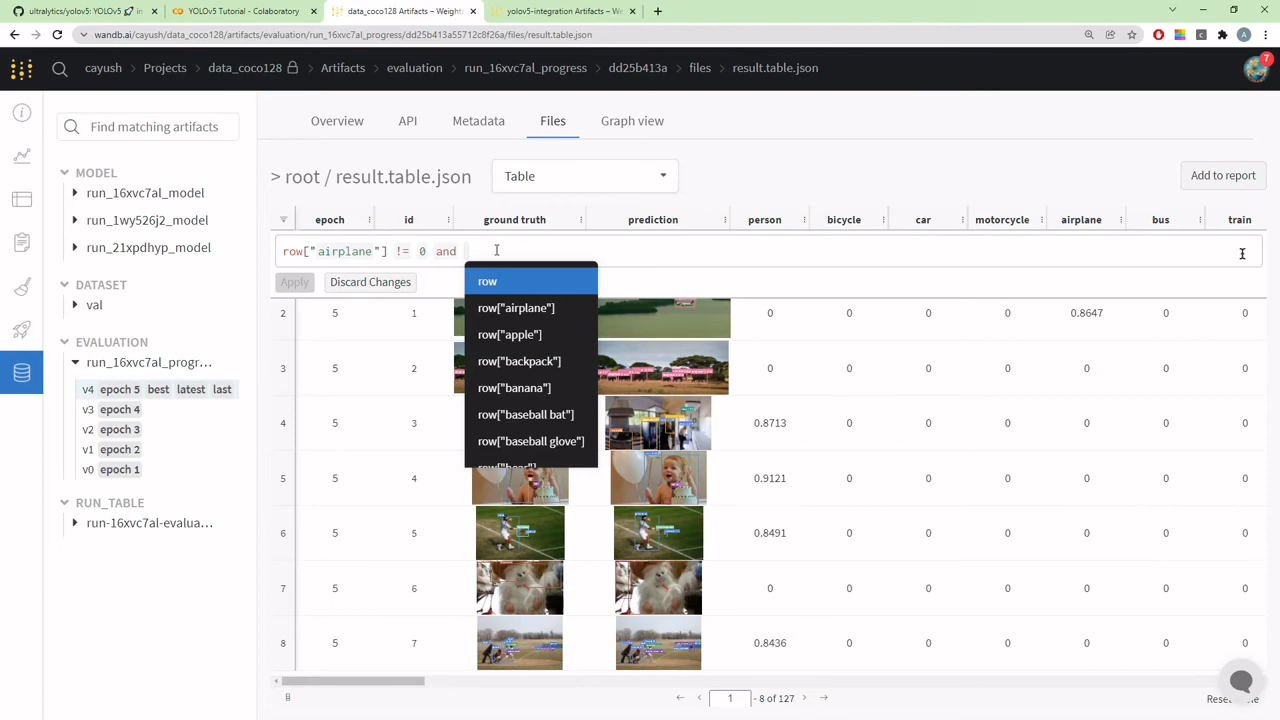 ultralytics/yolov5: YOLOv5 🚀 in
YOLOv5 Tutorial - Colaboratory
data_coco128 Artifacts – Weight
yolov5-integration Artifacts – We
wandb.ai/cayush/data_coco128/artifacts/evaluation/run_16xvc7al_progress/dd25b413a55712c8f26a/files/result.table.json
A
cayush > Projects > data_coco128 > Artifacts > evaluation > run_16xvc7al_progress > dd25b413a > files > result.table.json
7
Find matching artifacts
Overview
API
Metadata
Files
Graph view
MODEL
run_16xvc7al_model
run_1wy526j2_model
run_21xpdhyp_model
DATASET
val
EVALUATION
run_16xvc7al_progr...
v4 epoch 5 best latest last
v3 epoch 4
v2 epoch 3
v1 epoch 2
v0 epoch 1
RUN_TABLE
run-16xvc7al-evalua...
> root / result.table.json
Table
Add to report
epoch id ground truth prediction person bicycle car motorcycle airplane bus train
row["airplane"] != 0 and
Apply
Discard Changes
row
row["airplane"]
row["apple"]
row["backpack"]
row["banana"]
row["baseball bat"]
row["baseball glove"]
row["bear"]
2 5 1 0 0 0 0 0.8647 0 0
3 5 2 0 0 0 0 0 0 0
4 5 3 0.8713 0 0 0 0 0 0
5 5 4 0.9121 0 0 0 0 0 0
6 5 5 0.8491 0 0 0 0 0 0
7 5 6 0 0 0 0 0 0 0
8 5 7 0.8436 0 0 0 0 0 0
1 - 8 of 127